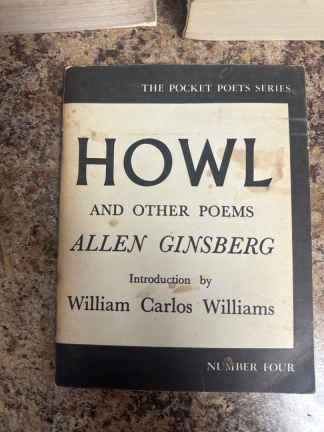 THE POCKET POETS SERIES
HOWL
AND OTHER POEMS
ALLEN GINSBERG
Introduction by
William Carlos Williams
NUMBER FOUR